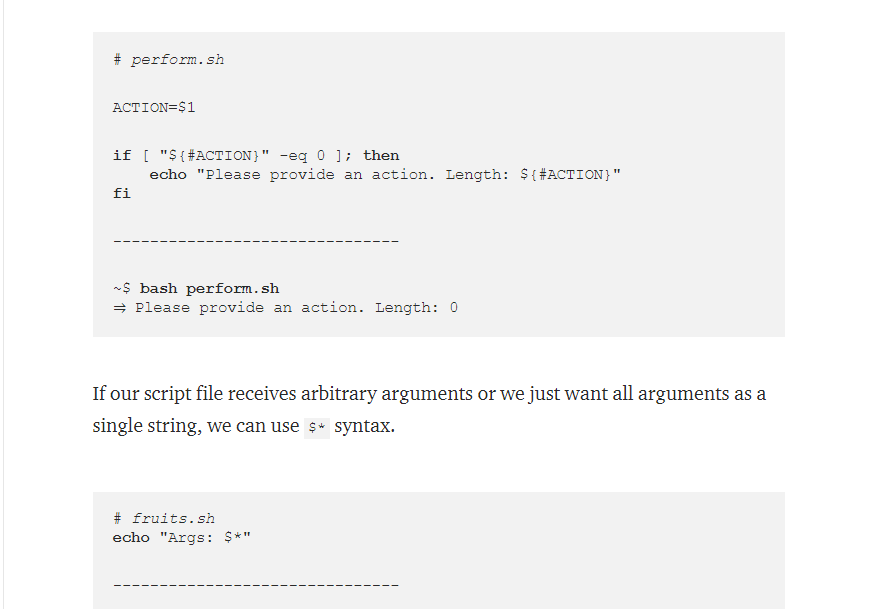 # perform.sh
ACTION=$1
if [ "${#ACTION}" -eq 0 ]; then
echo "Please provide an action. Length: ${#ACTION}"
fi
-------------------------------
~$ bash perform.sh
⇒ Please provide an action. Length: 0
If our script file receives arbitrary arguments or we just want all arguments as a
single string, we can use $* syntax.
# fruits.sh
echo "Args: $*"
-------------------------------